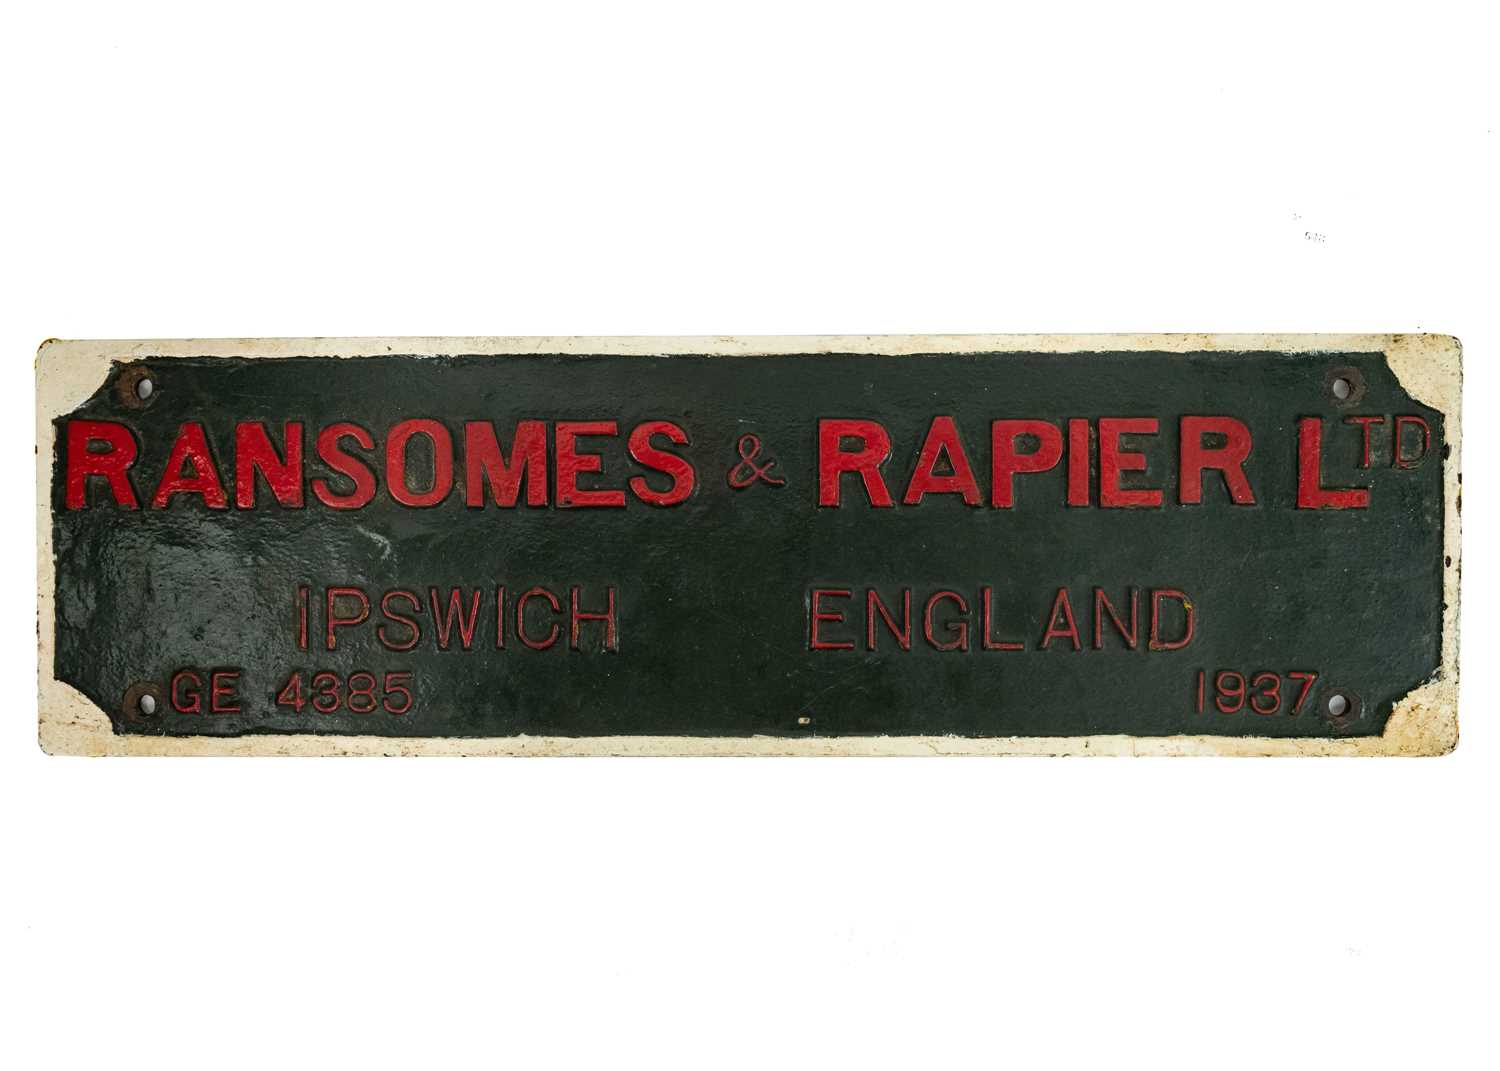 RANSOMES & RAPIER LTD
IPSWICH ENGLAND
GE 4385 1937